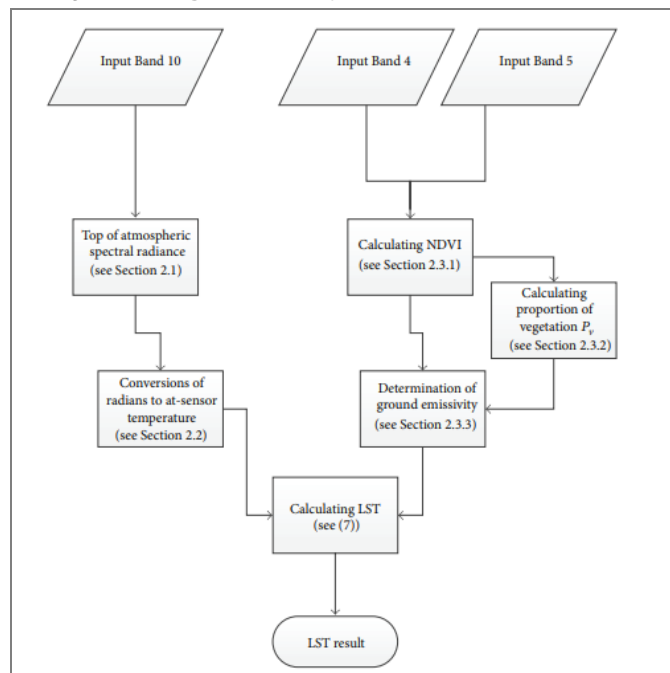 Input Band 10
Input Band 4
Input Band 5
Top of atmospheric
spectral radiance
(see Section 2.1)
Calculating NDVI
(see Section 2.3.1)
Calculating
proportion of
vegetation Pv
(see Section 2.3.2)
Conversions of
radians to at-sensor
temperature
(see Section 2.2)
Determination of
ground emissivity
(see Section 2.3.3)
Calculating LST
(see (7))
LST result